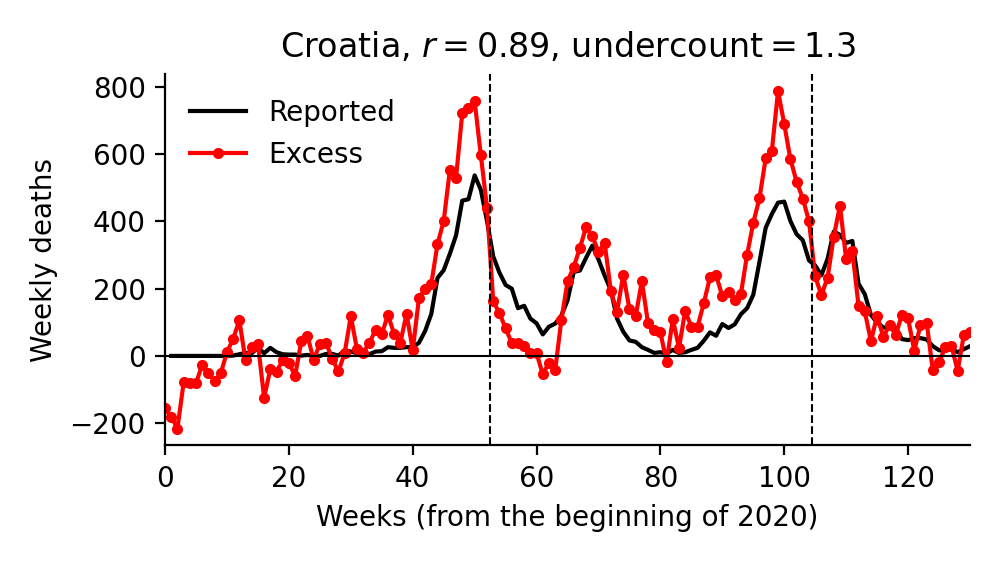 Croatia, r = 0.89, undercount = 1.3
Reported
Excess
Weekly deaths
800
600
400
200
0
−200
0 20 40 60 80 100 120
Weeks (from the beginning of 2020)